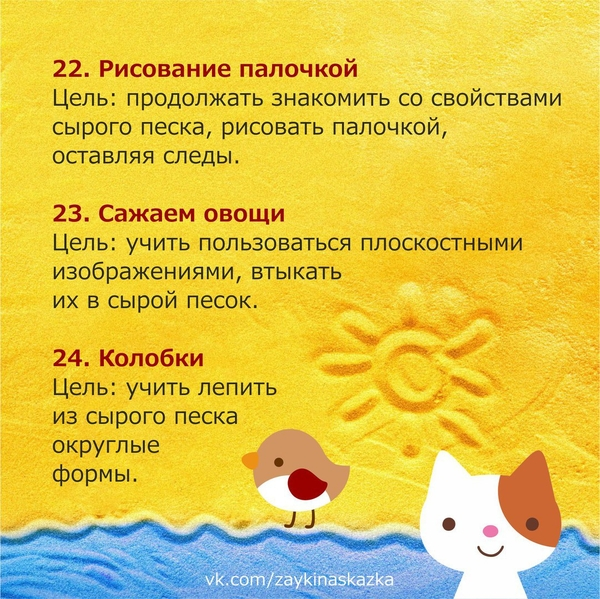 22. Рисование палочкой
Цель: продолжать знакомить со свойствами
сырого песка, рисовать палочкой,
оставляя следы.
23. Сажаем овощи
Цель: учить пользоваться плоскостными
изображениями, втыкать
их в сырой песок.
24. Колобки
Цель: учить лепить
из сырого песка
округлые
формы.
vk.com/zaykinaskazka